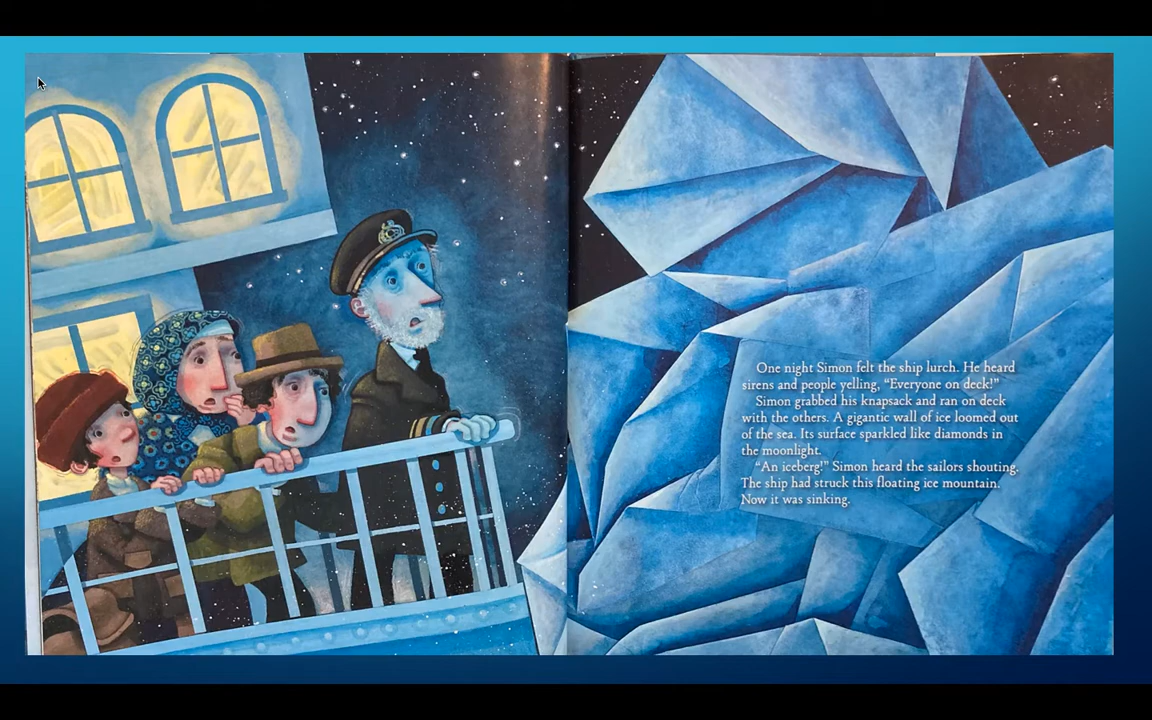 One night Simon felt the ship lurch. He heard
sirens and people yelling, “Everyone on deck!”
Simon grabbed his knapsack and ran on deck
with the others. A gigantic wall of ice loomed out
of the sea. Its surface sparkled like diamonds in
the moonlight.
“An iceberg!” Simon heard the sailors shouting.
The ship had struck this floating ice mountain.
Now it was sinking.